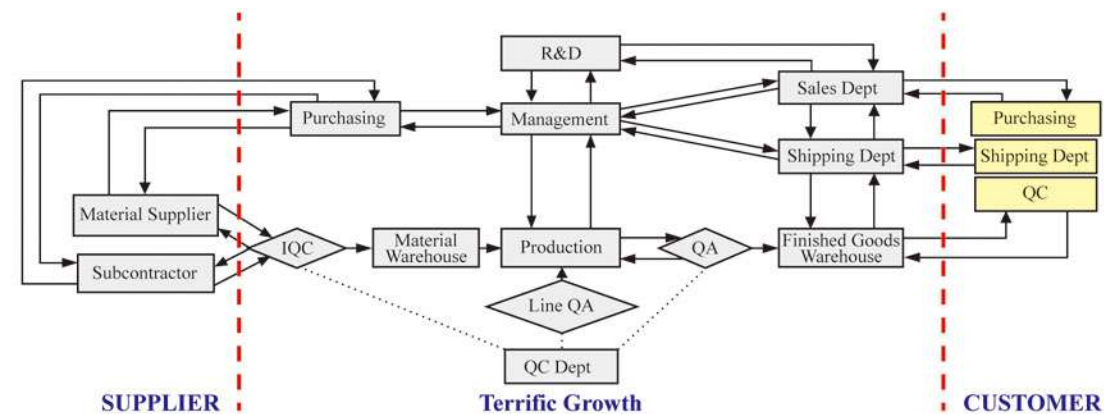 R&D
Sales Dept
Purchasing
Management
Purchasing
Shipping Dept
Shipping Dept
QC
Material Supplier
IQC
Material
Warehouse
Production
QA
Finished Goods
Warehouse
Subcontractor
Line QA
QC Dept
SUPPLIER
Terrific Growth
CUSTOMER